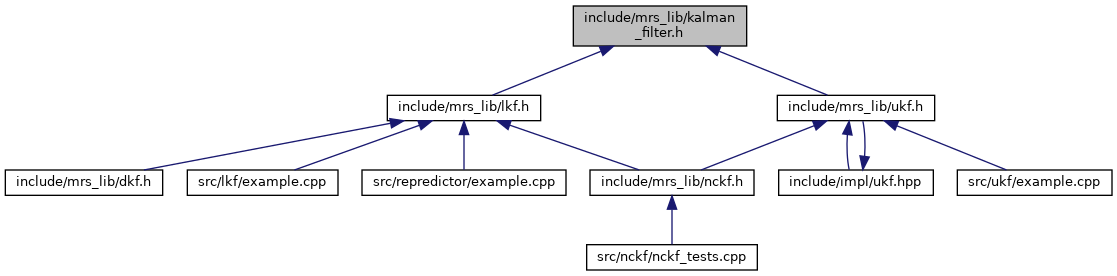 include/mrs_lib/kalman
_filter.h
include/mrs_lib/lkf.h
include/mrs_lib/ukf.h
include/mrs_lib/dkf.h
src/lkf/example.cpp
src/repredictor/example.cpp
include/mrs_lib/nckf.h
include/impl/ukf.hpp
src/ukf/example.cpp
src/nckf/nckf_tests.cpp